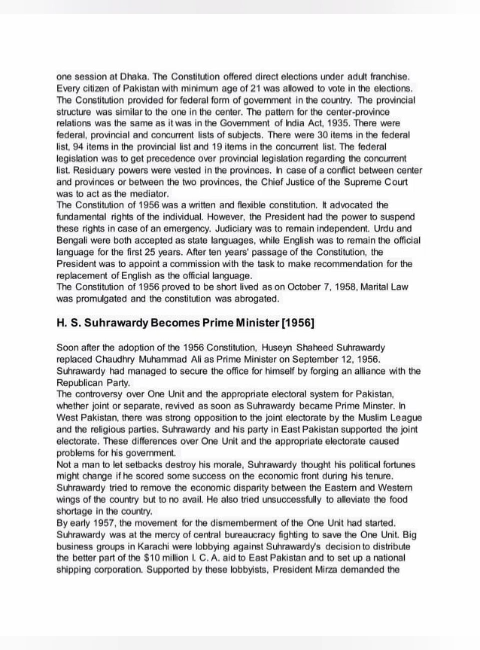 one session at Dhaka. The Constitution offered direct elections under adult franchise.
Every citizen of Pakistan with minimum age of 21 was allowed to vote in the elections.
The Constitution provided for federal form of government in the country. The provincial
structure was similar to the one in the center. The pattern for the center-province
relations was the same as it was in the Government of India Act, 1935. There were
federal, provincial and concurrent lists of subjects. There were 30 items in the federal
list, 94 items in the provincial list and 19 items in the concurrent list. The federal
legislation was to get precedence over provincial legislation regarding the concurrent
list. Residuary powers were vested in the provinces. In case of a conflict between center
and provinces or between the two provinces, the Chief Justice of the Supreme Court
was to act as the mediator.
The Constitution of 1956 was a written and flexible constitution. It advocated the
fundamental rights of the individual. However, the President had the power to suspend
these rights in case of an emergency. Judiciary was to remain independent. Urdu and
Bengali were both accepted as state languages, while English was to remain the official
language for the first 25 years. After ten years' passage of the Constitution, the
President was to appoint a commission with the task to make recommendation for the
replacement of English as the official language.
The Constitution of 1956 proved to be short lived as on October 7, 1958, Marital Law
was promulgated and the constitution was abrogated.
H. S. Suhrawardy Becomes Prime Minister [1956]
Soon after the adoption of the 1956 Constitution, Huseyn Shaheed Suhrawardy
replaced Chaudhry Muhammad Ali as Prime Minister on September 12, 1956.
Suhrawardy had managed to secure the office for himself by forging an alliance with the
Republican Party.
The controversy over One Unit and the appropriate electoral system for Pakistan,
whether joint or separate, revived as soon as Suhrawardy became Prime Minster. In
West Pakistan, there was strong opposition to the joint electorate by the Muslim League
and the religious parties. Suhrawardy and his party in East Pakistan supported the joint
electorate. These differences over One Unit and the appropriate electorate caused
problems for his government.
Not a man to let setbacks destroy his morale, Suhrawardy thought his political fortunes
might change if he scored some success on the economic front during his tenure.
Suhrawardy tried to remove the economic disparity between the Eastern and Western
wings of the country but to no avail. He also tried unsuccessfully to alleviate the food
shortage in the country.
By early 1957, the movement for the dismemberment of the One Unit had started.
Suhrawardy was at the mercy of central bureaucracy fighting to save the One Unit. Big
business groups in Karachi were lobbying against Suhrawardy's decision to distribute
the better part of the $10 million I. C. A. aid to East Pakistan and to set up a national
shipping corporation. Supported by these lobbyists, President Mirza demanded the